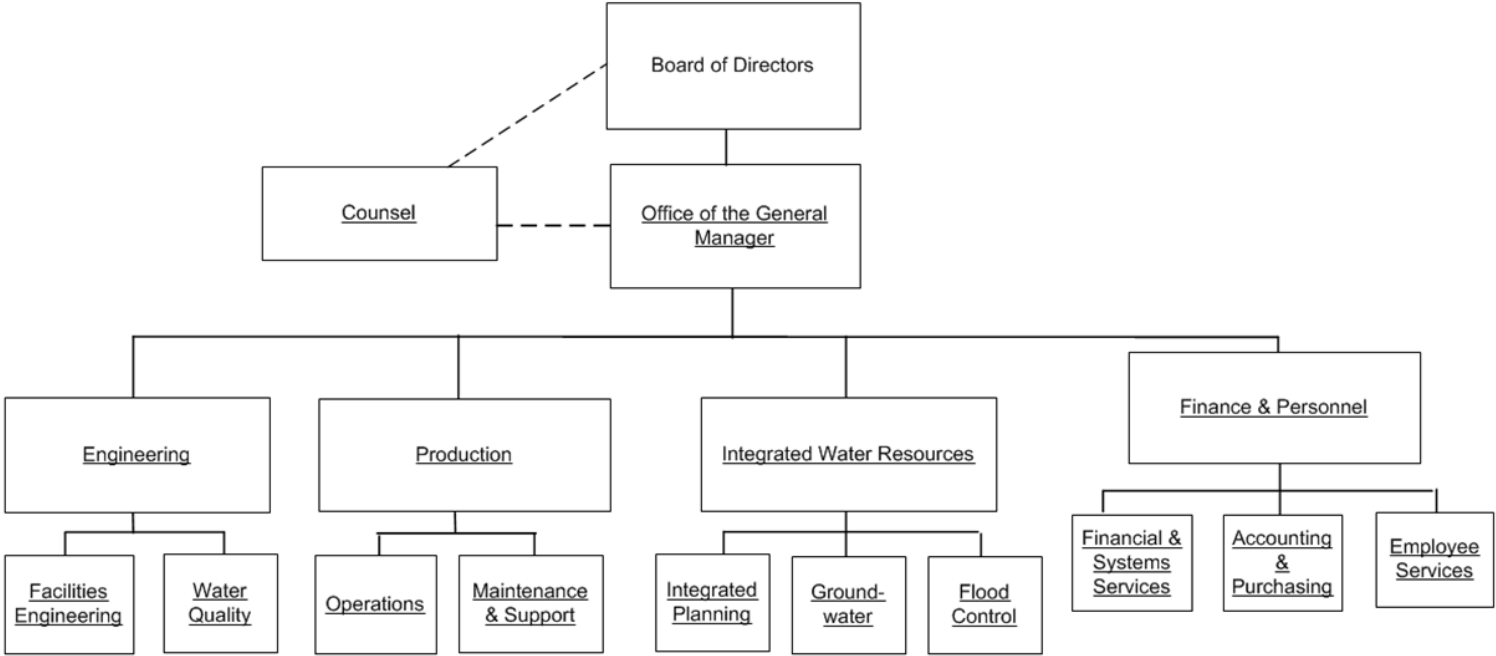 Board of Directors
Counsel
Office of the General
Manager
Engineering
Production
Integrated Water Resources
Finance & Personnel
Facilities
Engineering
Water
Quality
Operations
Maintenance
& Support
Integrated
Planning
Ground-
water
Flood
Control
Financial &
Systems
Services
Accounting
&
Purchasing
Employee
Services